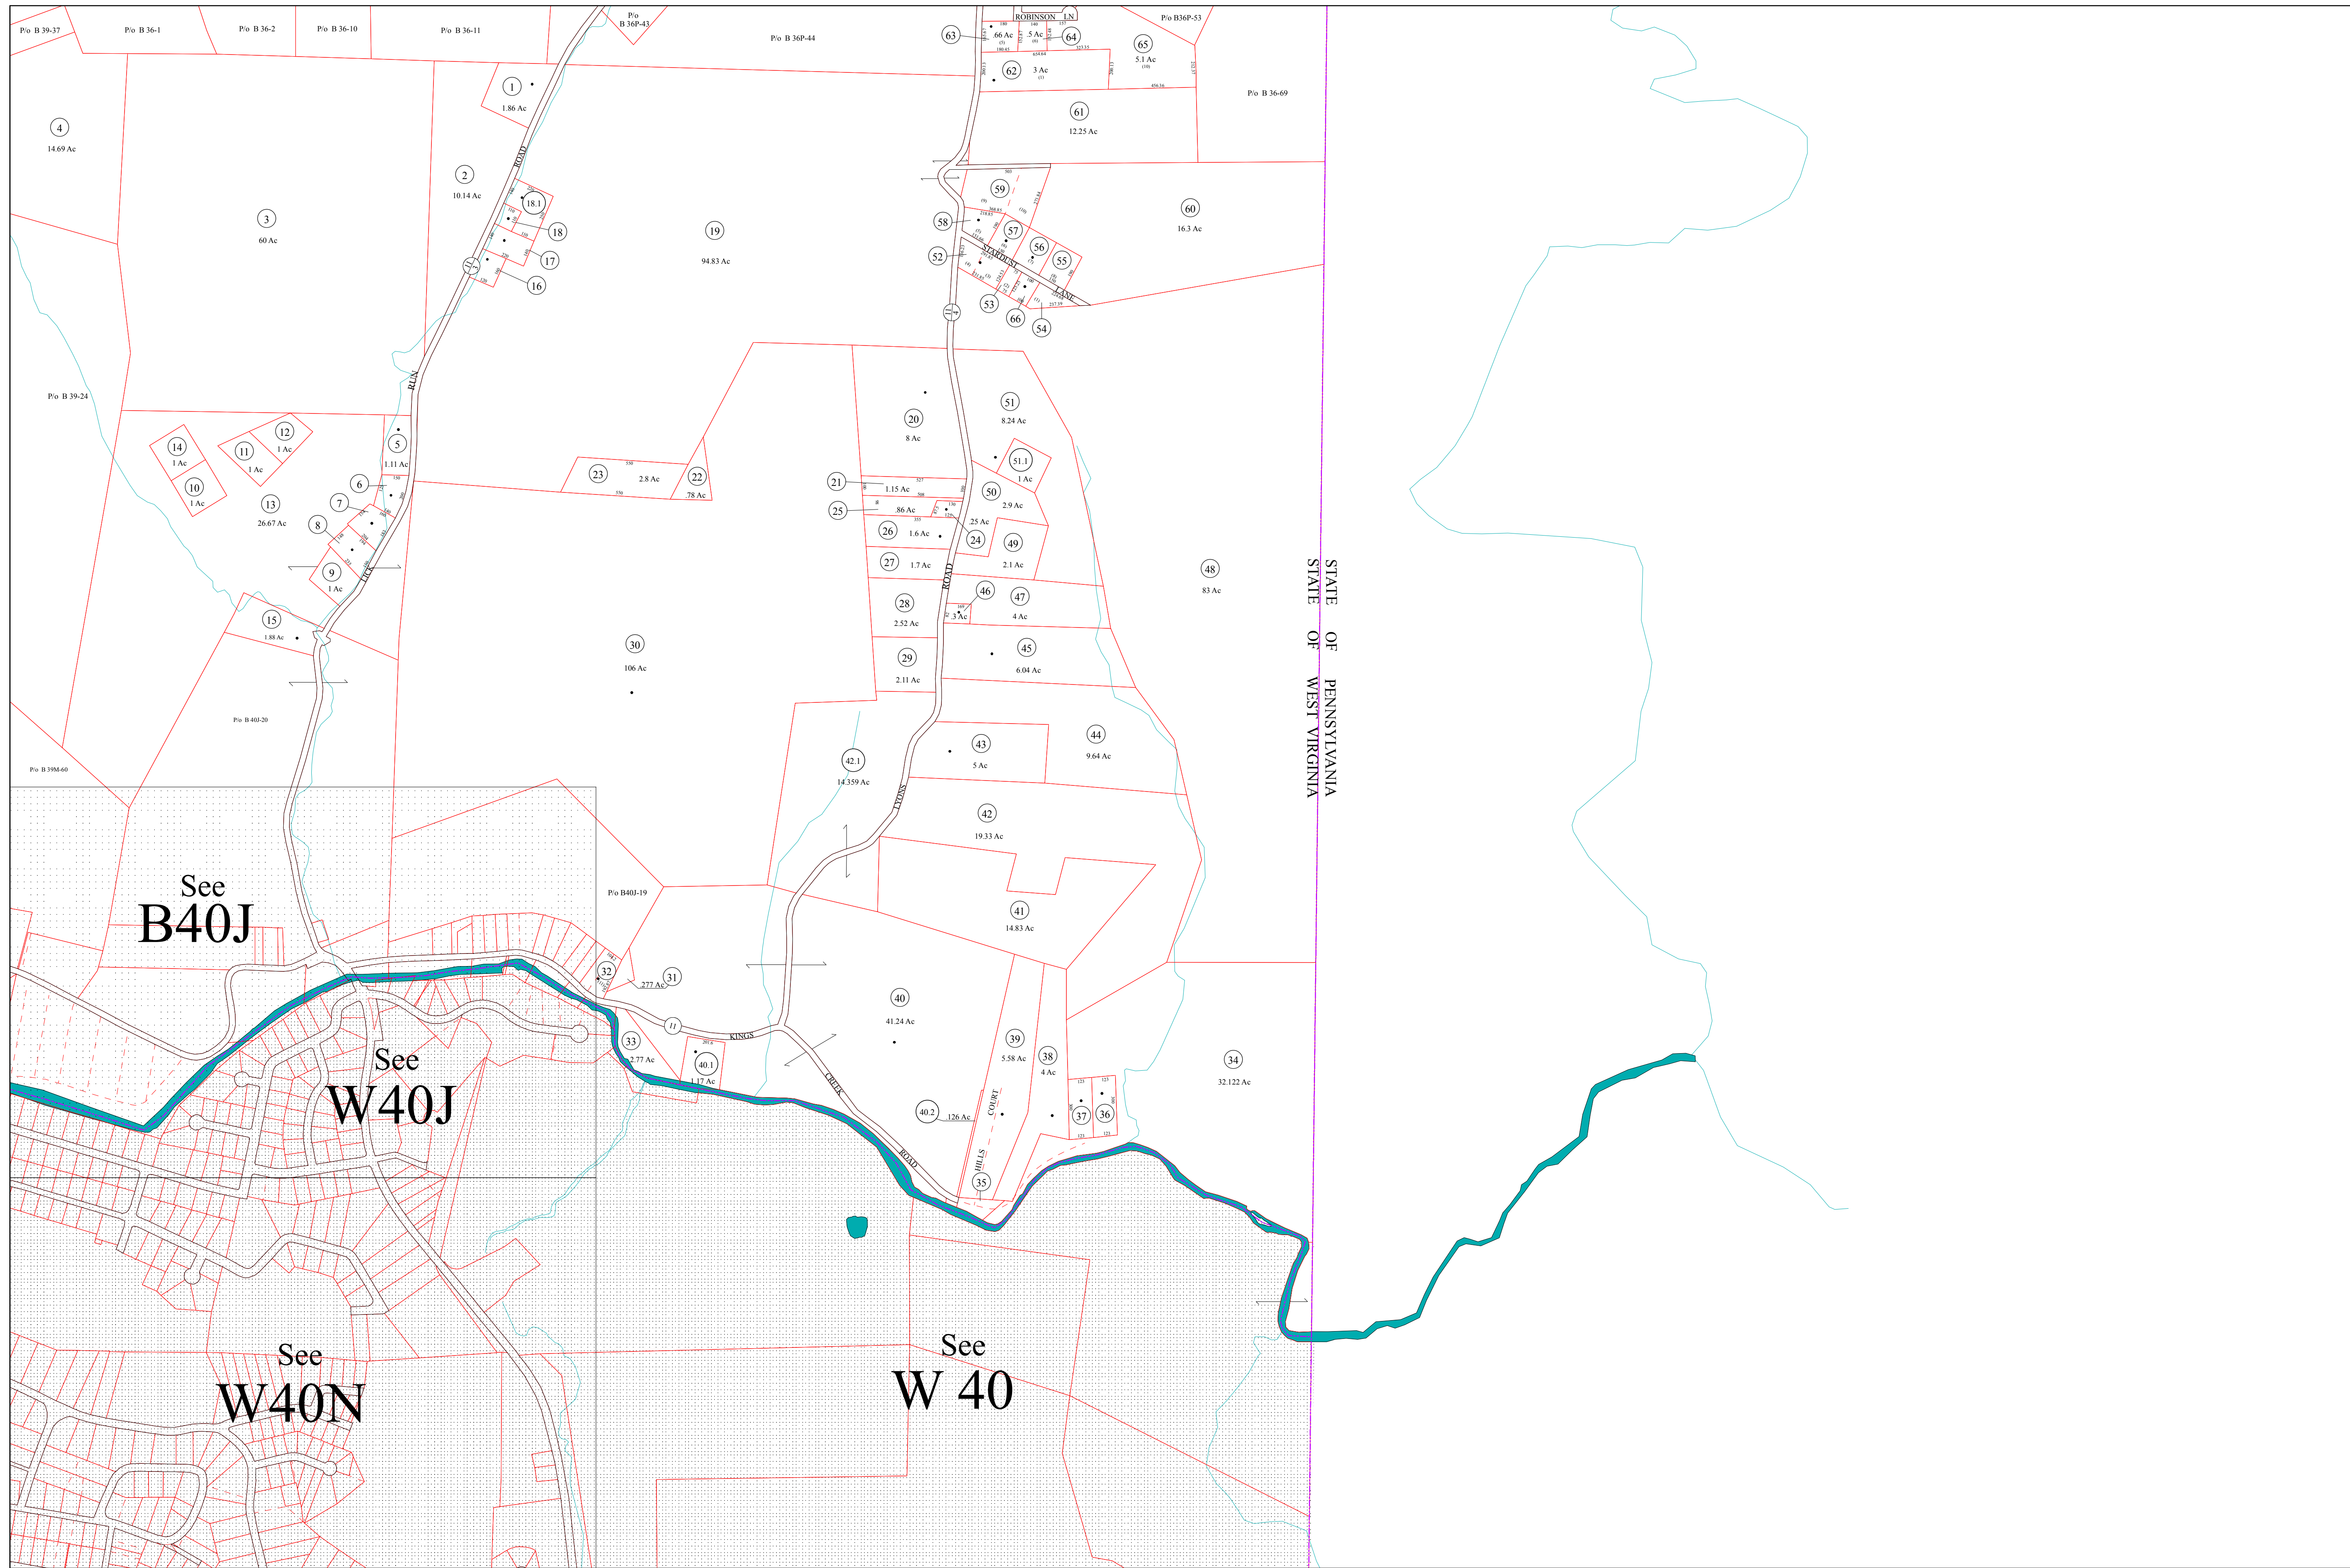 P/o B 39-37
P/o B 36-1
P/o B 36-2
P/o B 36-10
P/o B 36-11
P/o
B 36P-43
P/o B 36P-44
ROBINSON LN
P/o B36P-53
63
.66 Ac
.5 Ac
64
65
5.1 Ac
62
3 Ac
P/o B 36-69
61
12.25 Ac
1
1.86 Ac
4
14.69 Ac
2
10.14 Ac
ROAD
3
60 Ac
18.1
18
17
16
11
3
19
94.83 Ac
59
58
57
56
55
52
STARDUST
LANE
53
66
54
60
16.3 Ac
11
4
P/o B 39-24
RUN
14
1 Ac
10
1 Ac
11
1 Ac
12
1 Ac
13
26.67 Ac
5
1.11 Ac
6
7
8
9
1 Ac
LICK
15
1.88 Ac
23
2.8 Ac
22
.78 Ac
20
8 Ac
51
8.24 Ac
51.1
1 Ac
21
1.15 Ac
50
2.9 Ac
25
.86 Ac
.25 Ac
24
26
1.6 Ac
49
2.1 Ac
27
1.7 Ac
ROAD
28
2.52 Ac
46
.3 Ac
47
4 Ac
29
2.11 Ac
45
6.04 Ac
48
83 Ac
STATE OF PENNSYLVANIA
STATE OF WEST VIRGINIA
30
106 Ac
P/o B 40J-20
P/o B 39M-60
42.1
14.359 Ac
LYONS
43
5 Ac
44
9.64 Ac
42
19.33 Ac
See
B40J
P/o B40J-19
41
14.83 Ac
32
31
.277 Ac
11
KINGS
CREEK
ROAD
33
2.77 Ac
40.1
1.17 Ac
40
41.24 Ac
39
5.58 Ac
38
4 Ac
37
36
34
32.122 Ac
40.2
.126 Ac
COURT
HILLS
35
See
W40J
See
W40N
See
W 40